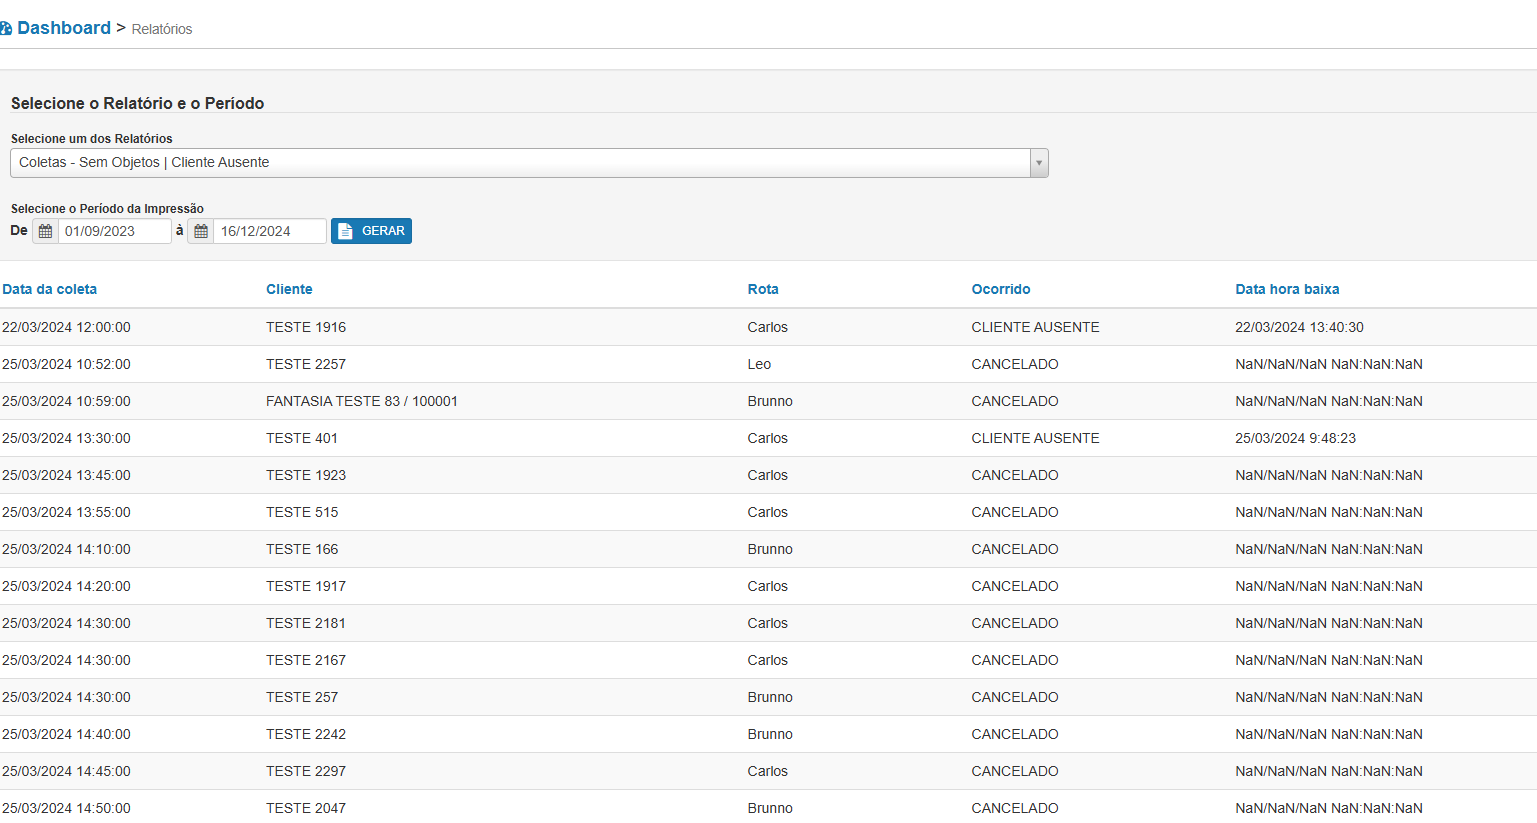 Dashboard > Relatórios
Selecione o Relatório e o Período
Selecione um dos Relatórios
Coletas - Sem Objetos | Cliente Ausente
Selecione o Período da Impressão
De 01/09/2023 à 16/12/2024 GERAR
Data da coleta Cliente Rota Ocorrido Data hora baixa
22/03/2024 12:00:00 TESTE 1916 Carlos CLIENTE AUSENTE 22/03/2024 13:40:30
25/03/2024 10:52:00 TESTE 2257 Leo CANCELADO NaN/NaN/NaN NaN:NaN:NaN
25/03/2024 10:59:00 FANTASIA TESTE 83 / 100001 Brunno CANCELADO NaN/NaN/NaN NaN:NaN:NaN
25/03/2024 13:30:00 TESTE 401 Carlos CLIENTE AUSENTE 25/03/2024 9:48:23
25/03/2024 13:45:00 TESTE 1923 Carlos CANCELADO NaN/NaN/NaN NaN:NaN:NaN
25/03/2024 13:55:00 TESTE 515 Carlos CANCELADO NaN/NaN/NaN NaN:NaN:NaN
25/03/2024 14:10:00 TESTE 166 Brunno CANCELADO NaN/NaN/NaN NaN:NaN:NaN
25/03/2024 14:20:00 TESTE 1917 Carlos CANCELADO NaN/NaN/NaN NaN:NaN:NaN
25/03/2024 14:30:00 TESTE 2181 Carlos CANCELADO NaN/NaN/NaN NaN:NaN:NaN
25/03/2024 14:30:00 TESTE 2167 Carlos CANCELADO NaN/NaN/NaN NaN:NaN:NaN
25/03/2024 14:30:00 TESTE 257 Brunno CANCELADO NaN/NaN/NaN NaN:NaN:NaN
25/03/2024 14:40:00 TESTE 2242 Brunno CANCELADO NaN/NaN/NaN NaN:NaN:NaN
25/03/2024 14:45:00 TESTE 2297 Carlos CANCELADO NaN/NaN/NaN NaN:NaN:NaN
25/03/2024 14:50:00 TESTE 2047 Brunno CANCELADO NaN/NaN/NaN NaN:NaN:NaN